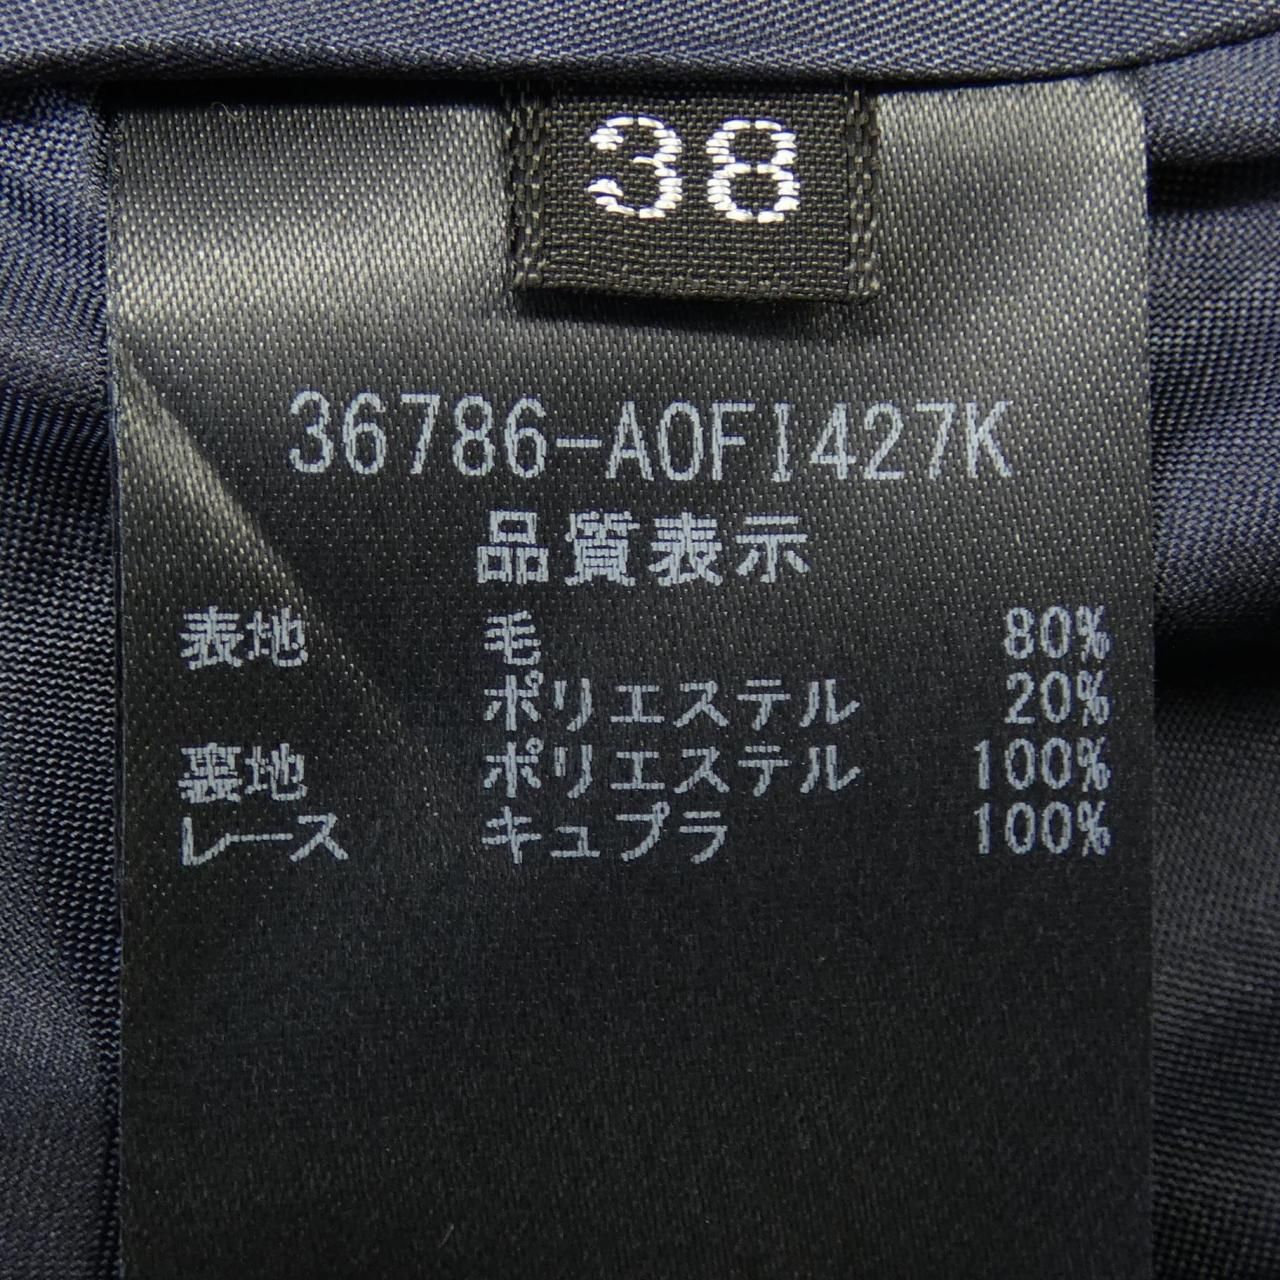 38
36786-A0FI427K
品質表示
表地 毛 80%
ポリエステル 20%
裏地 ポリエステル 100%
レース キュプラ 100%